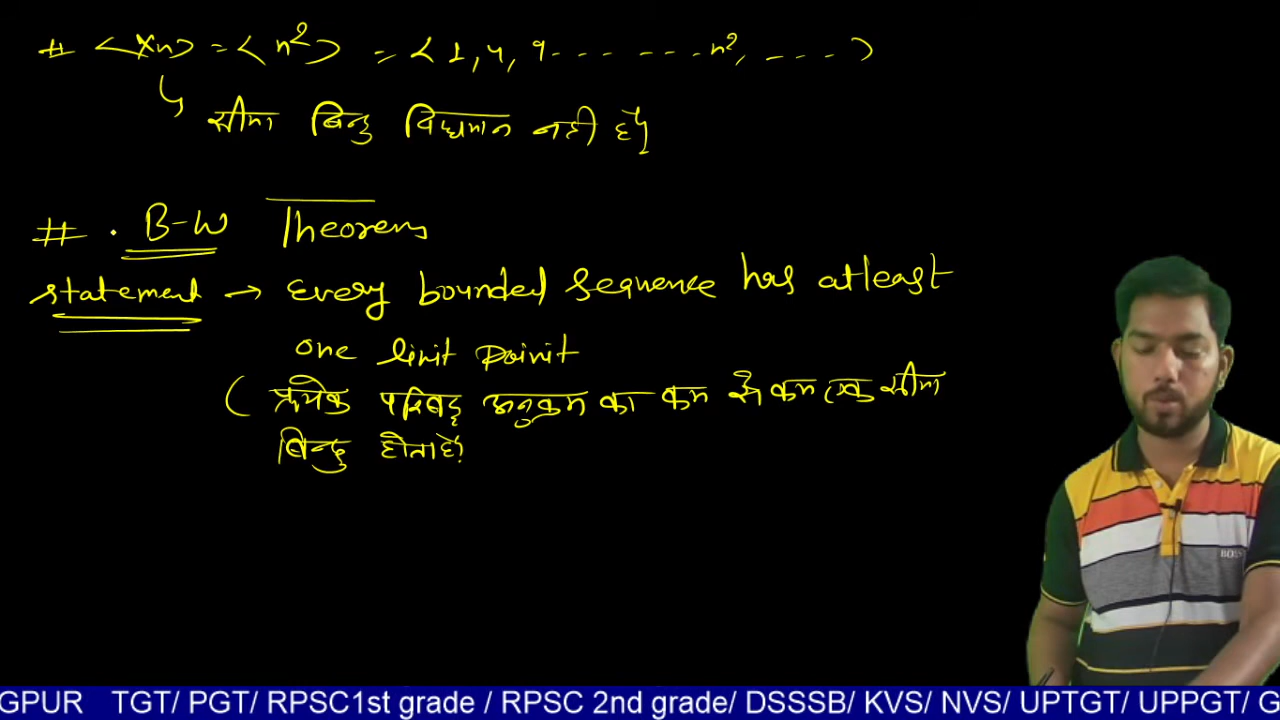 # <xn> = <n²> = <1, 4, 9 ... ... n², ....>
सीमा बिन्दु विद्यमान नहीं है।
# . B-W Theorem
statement → Every bounded sequence has atleast
one limit point
( प्रत्येक परिबद्ध अनुक्रम का कम से कम एक सीमा
बिन्दु होता है।
BOSS
GPUR TGT/ PGT/ RPSC1st grade / RPSC 2nd grade/ DSSSB/ KVS/ NVS/ UPTGT/ UPPGT/ G